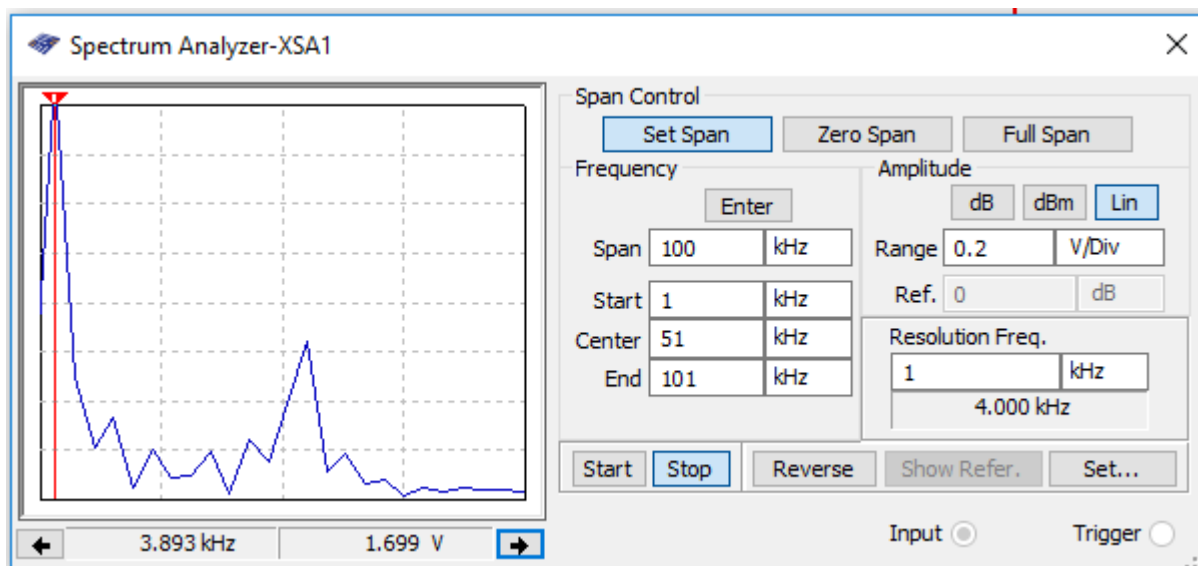 Spectrum Analyzer-XSA1
Span Control
Set Span Zero Span Full Span
Frequency
Enter
Span 100 kHz
Start 1 kHz
Center 51 kHz
End 101 kHz
Amplitude
dB dBm Lin
Range 0.2 V/Div
Ref. 0 dB
Resolution Freq.
1 kHz
4.000 kHz
Start Stop Reverse Show Refer. Set...
3.893 kHz 1.699 V
Input Trigger